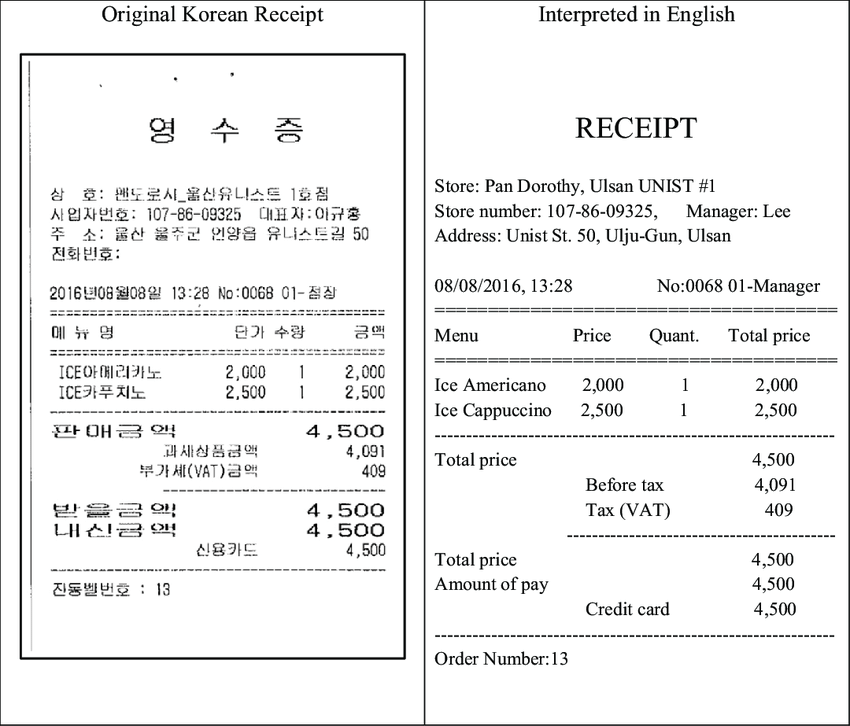 Original Korean Receipt
영 수 증
상 호: 팬도로시_울산유니스트 1호점
사업자번호: 107-86-09325 대표자:이규홍
주 소: 울산 울주군 언양읍 유니스트길 50
전화번호:
2016년08월08일 13:28 No:0068 01-점장
메 뉴 명 단가 수량 금액
ICE아메리카노 2,000 1 2,000
ICE카푸치노 2,500 1 2,500
판매금액 4,500
과세상품금액 4,091
부가세(VAT)금액 409
받을금액 4,500
내신금액 4,500
신용카드 4,500
진동벨번호 : 13
Interpreted in English
RECEIPT
Store: Pan Dorothy, Ulsan UNIST #1
Store number: 107-86-09325, Manager: Lee
Address: Unist St. 50, Ulju-Gun, Ulsan
08/08/2016, 13:28 No:0068 01-Manager
Menu Price Quant. Total price
Ice Americano 2,000 1 2,000
Ice Cappuccino 2,500 1 2,500
Total price 4,500
Before tax 4,091
Tax (VAT) 409
Total price 4,500
Amount of pay 4,500
Credit card 4,500
Order Number:13